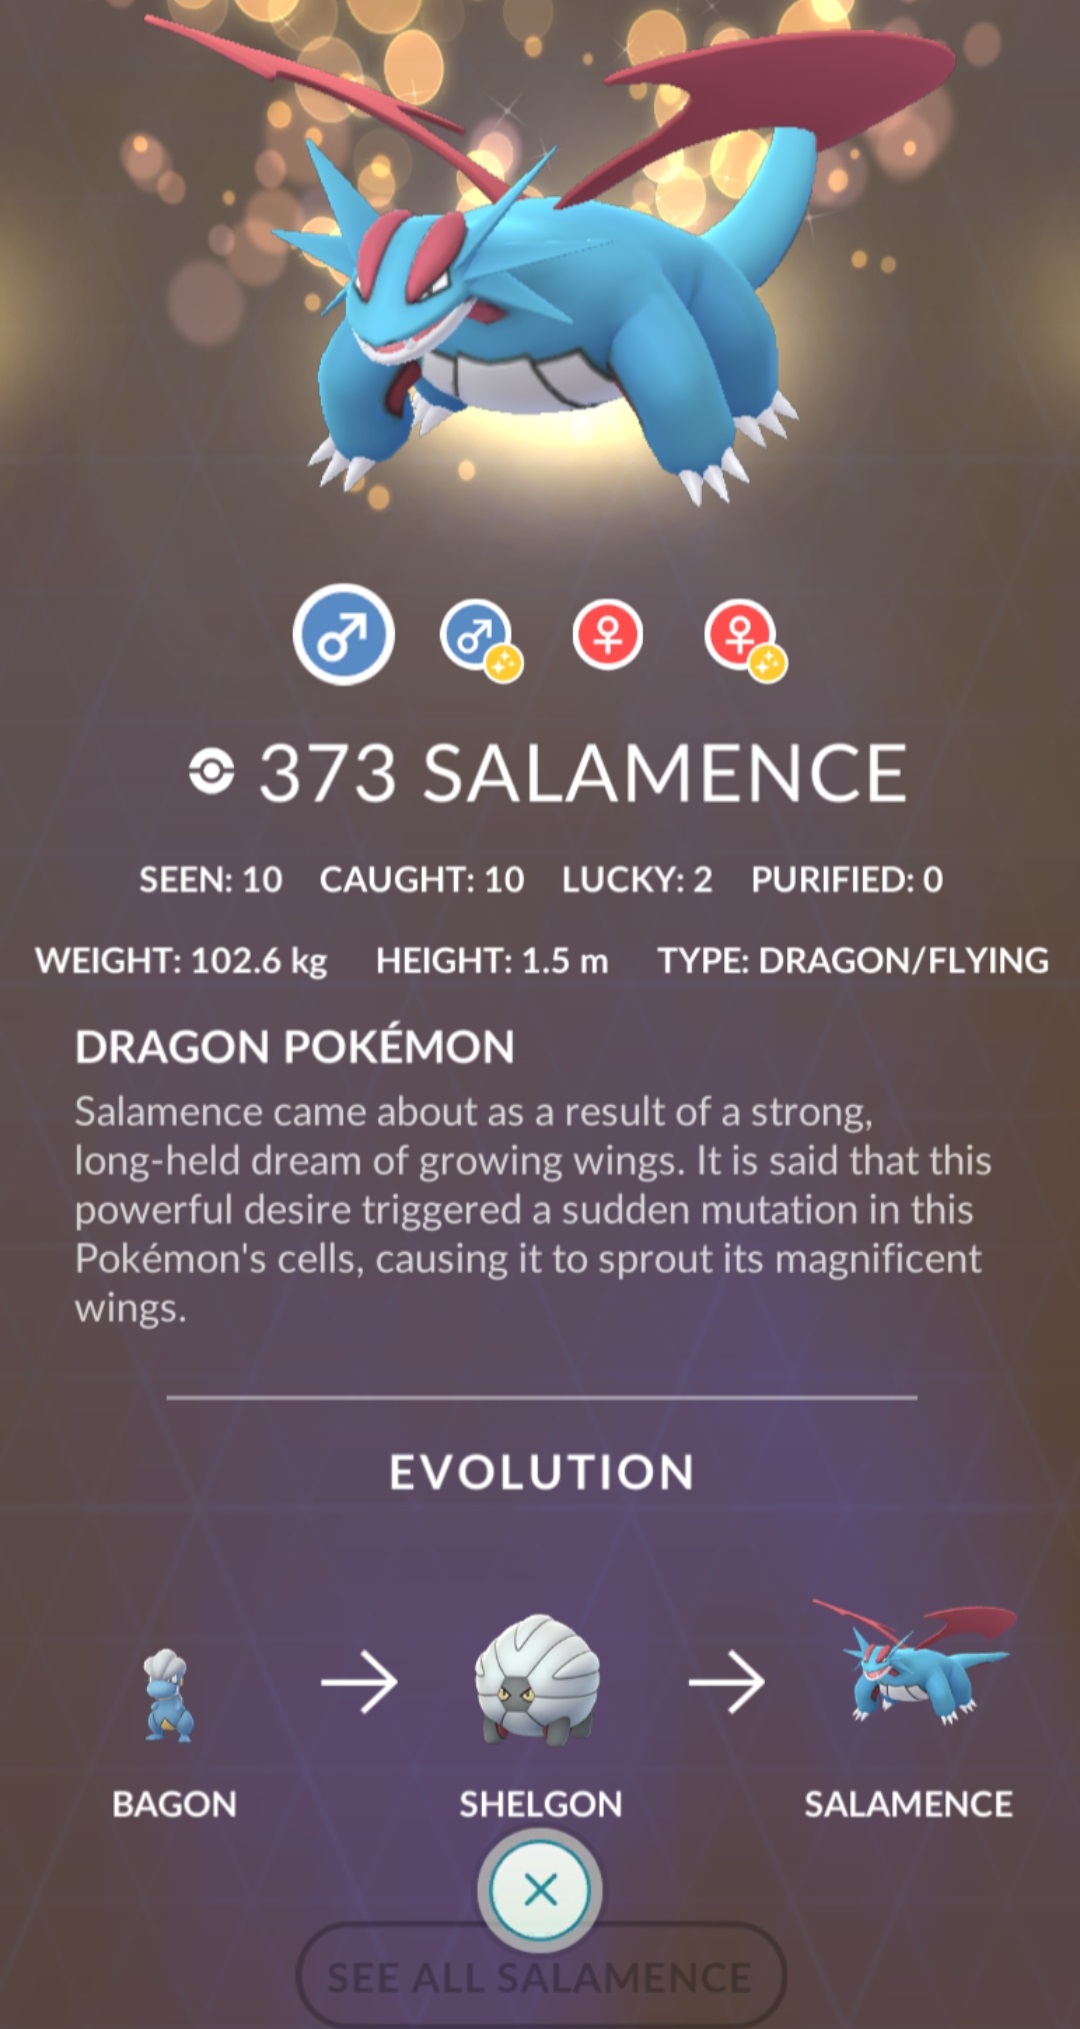 373 SALAMENCE
SEEN: 10 CAUGHT: 10 LUCKY: 2 PURIFIED: 0
WEIGHT: 102.6 kg HEIGHT: 1.5 m TYPE: DRAGON/FLYING
DRAGON POKÉMON
Salamence came about as a result of a strong,
long-held dream of growing wings. It is said that this
powerful desire triggered a sudden mutation in this
Pokémon's cells, causing it to sprout its magnificent
wings.
EVOLUTION
BAGON SHELGON SALAMENCE
SEE ALL SALAMENCE